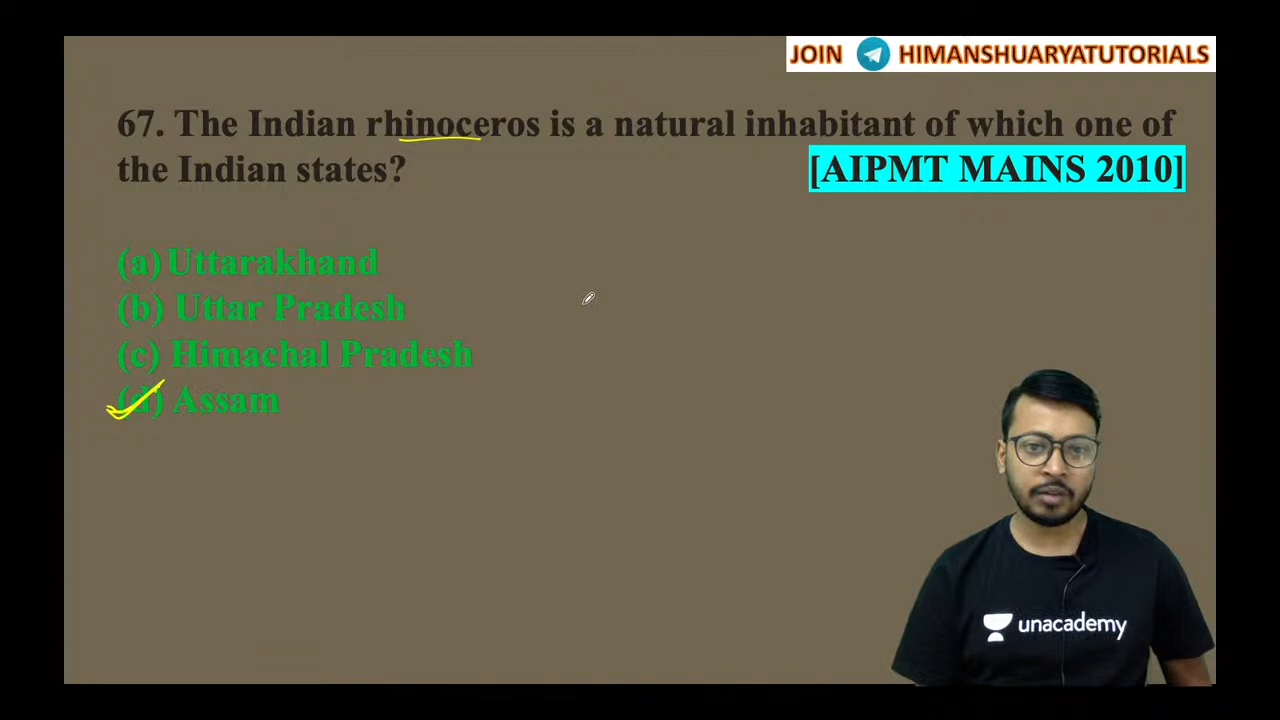 JOIN HIMANSHUARYATUTORIALS
67. The Indian rhinoceros is a natural inhabitant of which one of
the Indian states? [AIPMT MAINS 2010]
(a) Uttarakhand
(b) Uttar Pradesh
(c) Himachal Pradesh
(d) Assam
unacademy